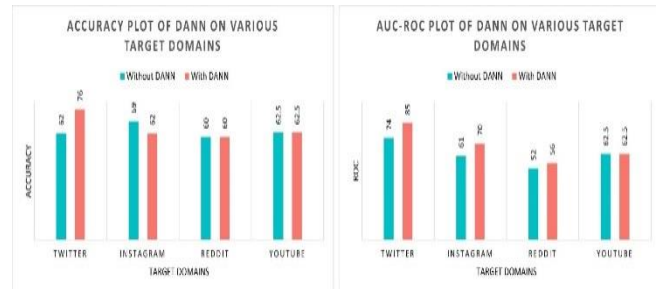 ACCURACY PLOT OF DANN ON VARIOUS
TARGET DOMAINS
Without DANN With DANN
62 76 69 62 60 60 62.5 62.5
ACCURACY
TWITTER INSTAGRAM REDDIT YOUTUBE
TARGET DOMAINS
AUC-ROC PLOT OF DANN ON VARIOUS TARGET
DOMAINS
Without DANN With DANN
74 85 61 70 52 56 62.5 62.5
ROC
TWITTER INSTAGRAM REDDIT YOUTUBE
TARGET DOMAINS